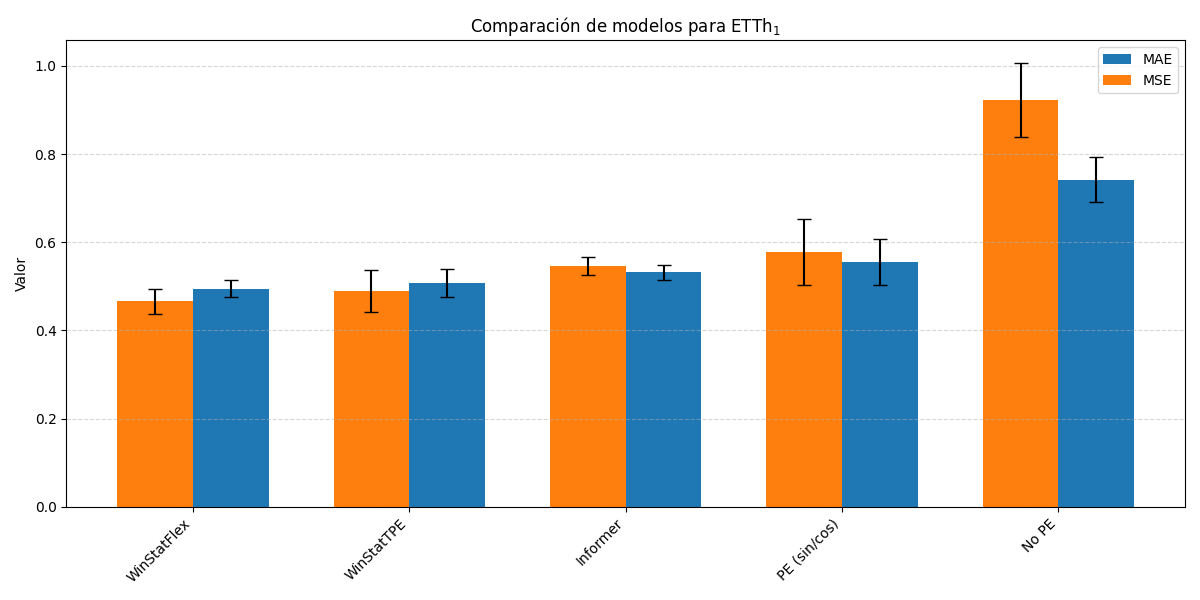 Comparación de modelos para ETTh₁
MAE
MSE
Valor
1.0
0.8
0.6
0.4
0.2
0.0
WinStatFlex
WinStatTPE
Informer
PE (sin/cos)
No PE